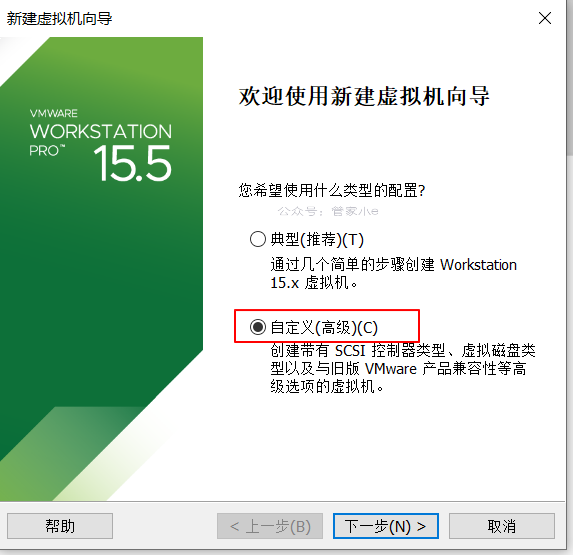 新建虚拟机向导
VMWARE
WORKSTATION
PRO™
15.5
欢迎使用新建虚拟机向导
您希望使用什么类型的配置?
公众号：管家小e
典型(推荐)(T)
通过几个简单的步骤创建 Workstation
15.x 虚拟机。
自定义(高级)(C)
创建带有 SCSI 控制器类型、虚拟磁盘类
型以及与旧版 VMware 产品兼容性等高
级选项的虚拟机。
帮助
< 上一步(B)
下一步(N) >
取消